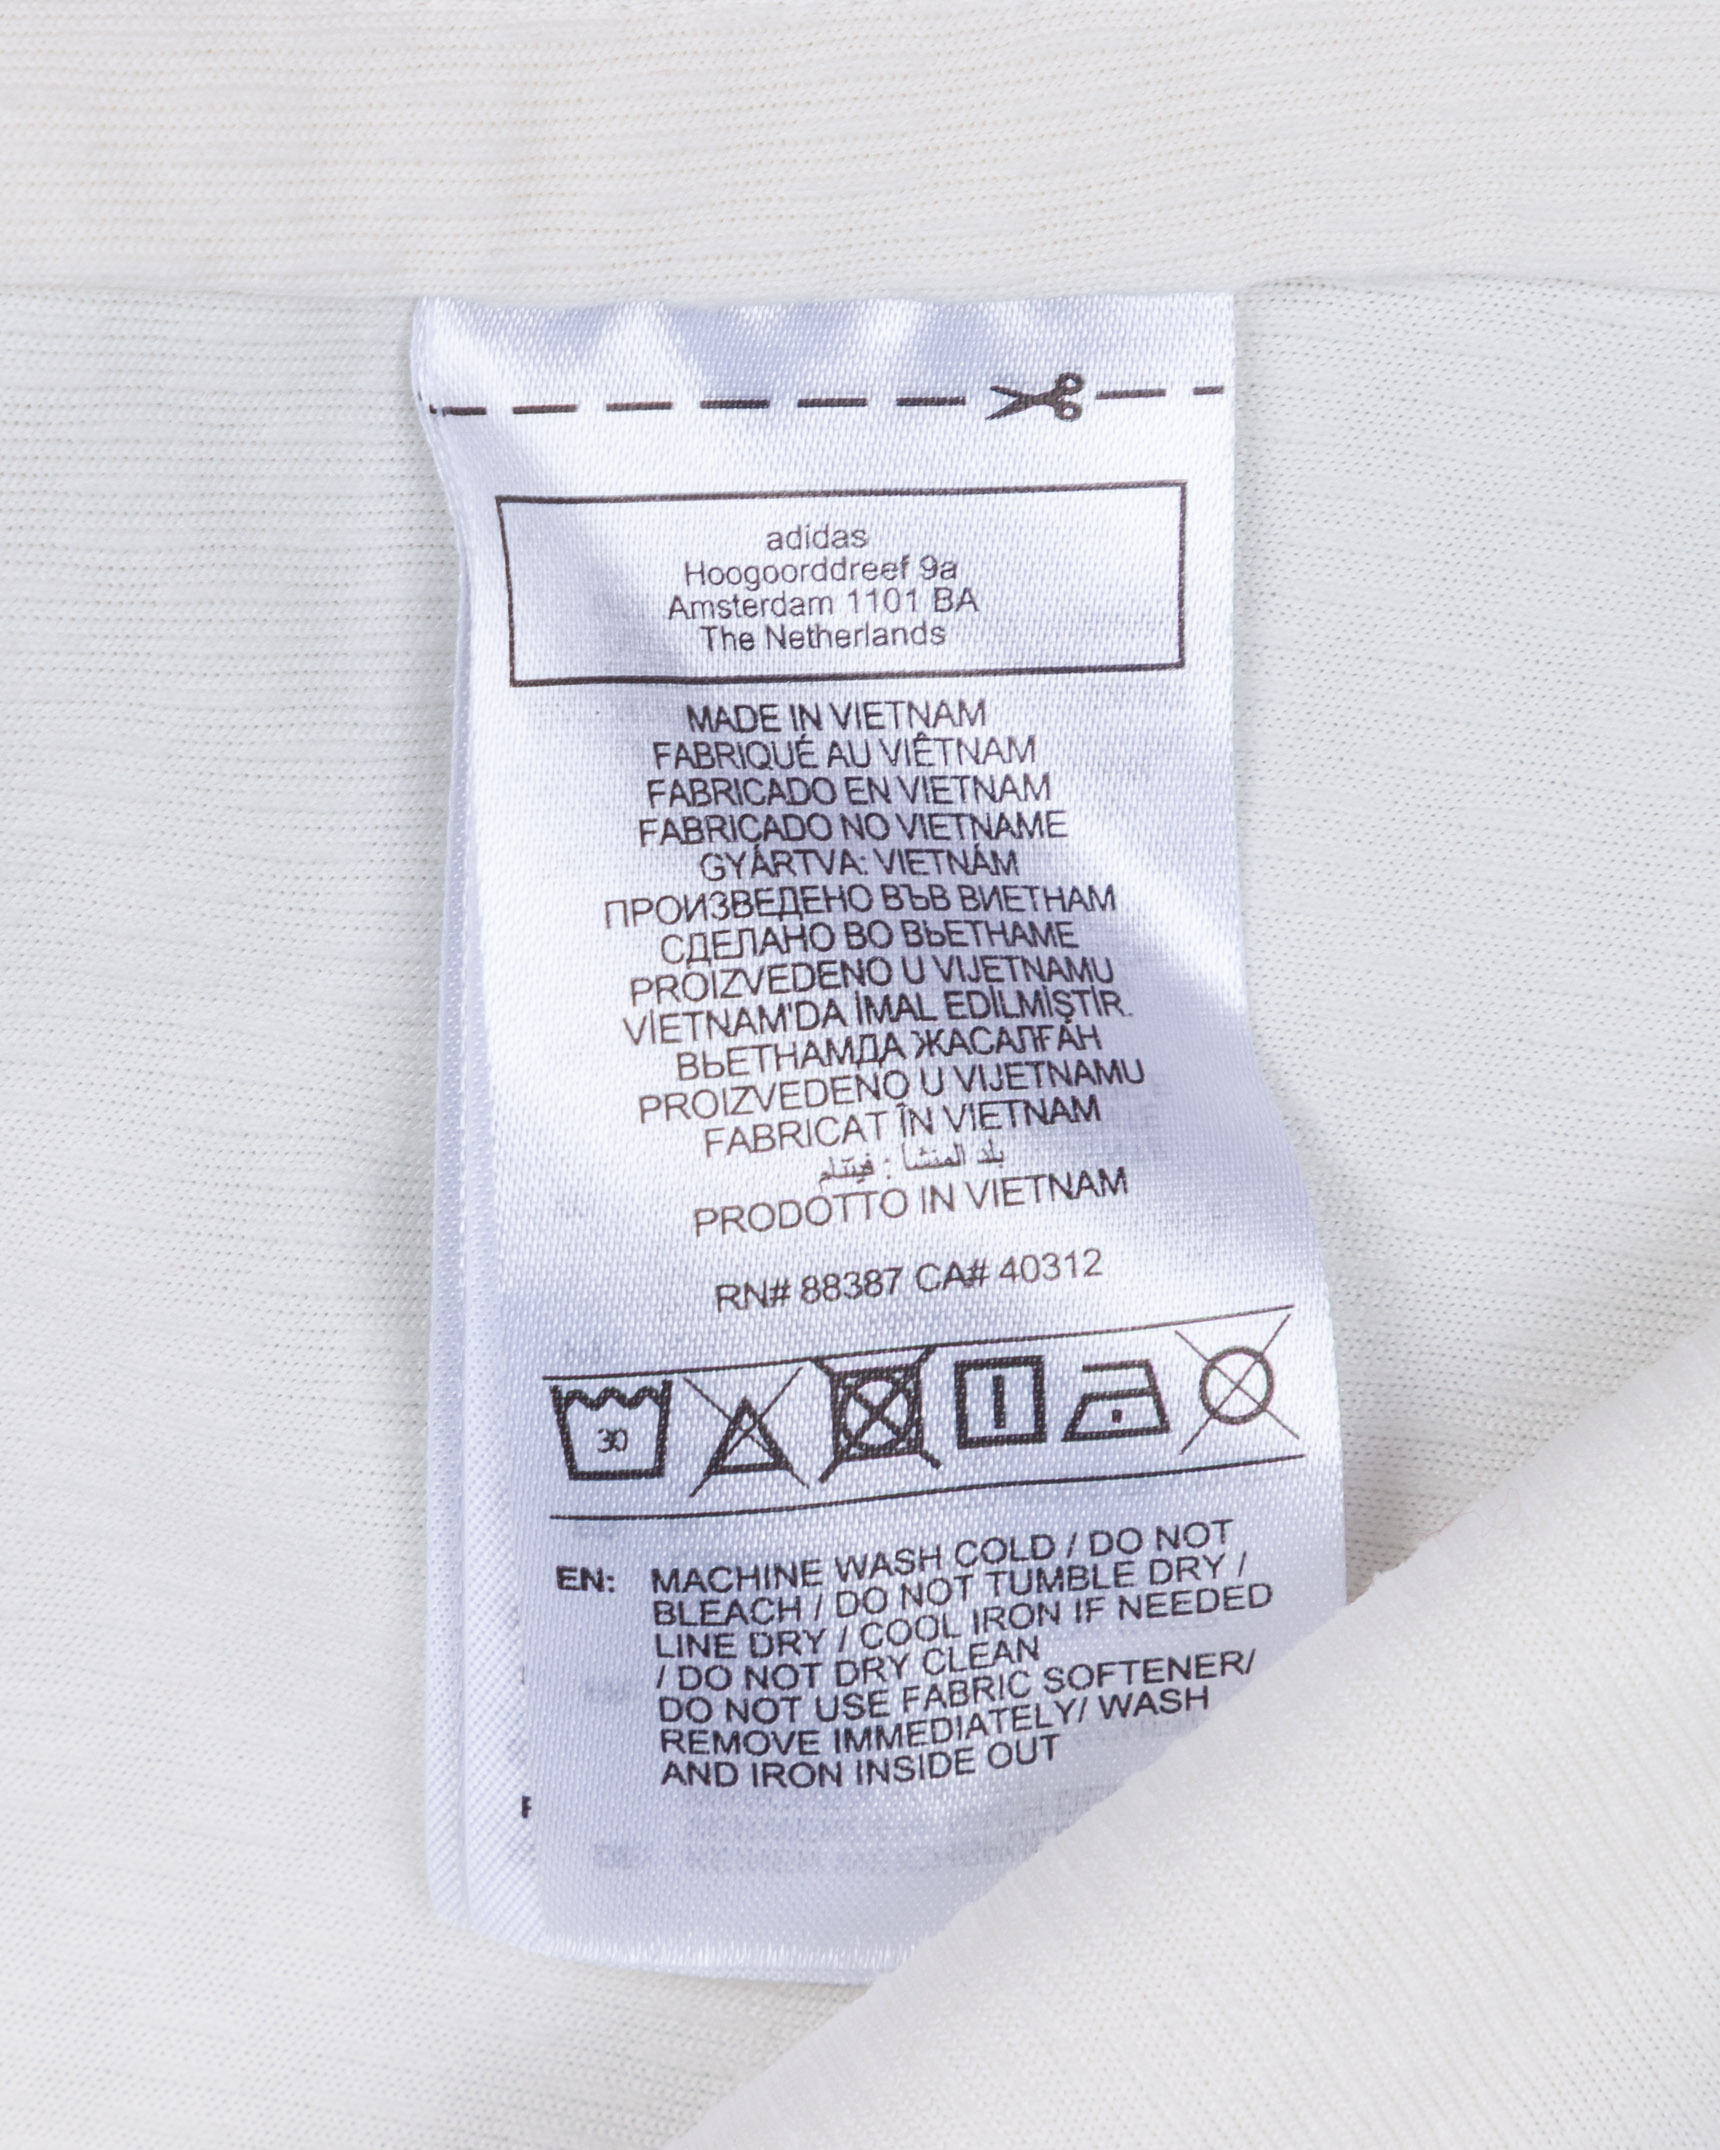 adidas
Hoogoorddreef 9a
Amsterdam 1101 BA
The Netherlands
MADE IN VIETNAM
FABRIQUÉ AU VIÊTNAM
FABRICADO EN VIETNAM
FABRICADO NO VIETNAME
GYÁRTVA: VIETNÁM
ПРОИЗВЕДЕНО ВЪВ ВИЕТНАМ
СДЕЛАНО ВО ВЬЕТНАМЕ
PROIZVEDENO U VIJETNAMU
VİETNAM'DA İMAL EDİLMİŞTİR.
ВЬЕТНАМДА ЖАСАЛҒАН
PROIZVEDENO U VIJETNAMU
FABRICAT ÎN VIETNAM
بلد المنشأ : فيتنام
PRODOTTO IN VIETNAM
RN# 88387 CA# 40312
30
EN: MACHINE WASH COLD / DO NOT
BLEACH / DO NOT TUMBLE DRY /
LINE DRY / COOL IRON IF NEEDED
/ DO NOT DRY CLEAN
DO NOT USE FABRIC SOFTENER/
REMOVE IMMEDIATELY/ WASH
AND IRON INSIDE OUT